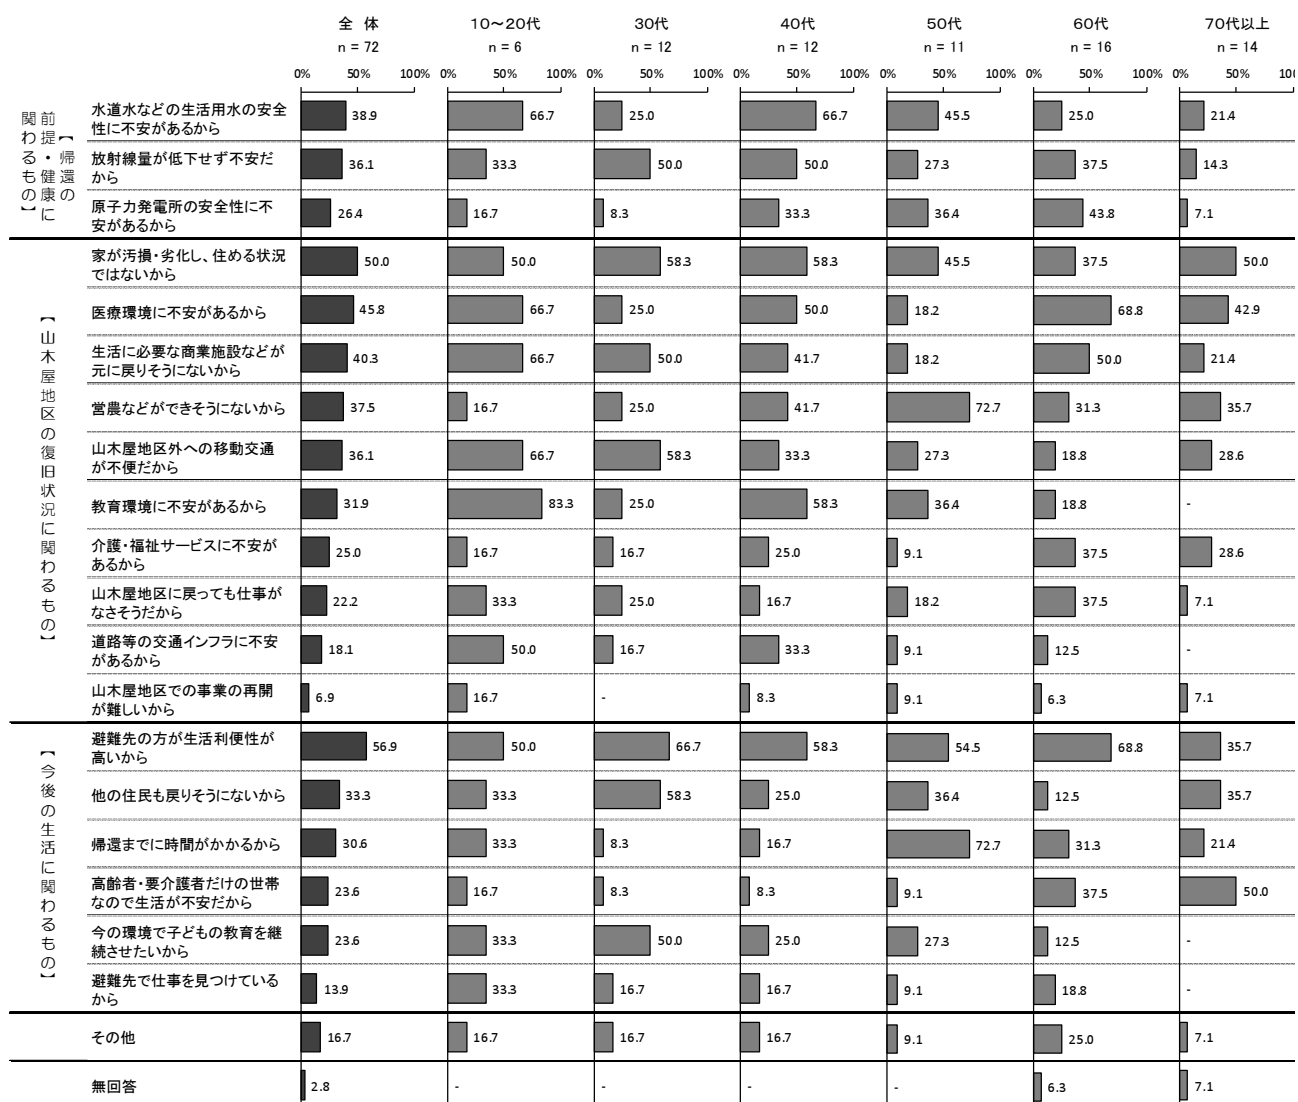 全 体 10～20代 30代 40代 50代 60代 70代以上
n = 72 n = 6 n = 12 n = 12 n = 11 n = 16 n = 14
0% 50% 100% 0% 50% 100% 0% 50% 100% 0% 50% 100% 0% 50% 100% 0% 50% 100% 0% 50% 100%
【帰還の
前提・健康に
関わるもの】
水道水などの生活用水の安全
性に不安があるから
38.9 66.7 25.0 66.7 45.5 25.0 21.4
放射線量が低下せず不安だ
から
36.1 33.3 50.0 50.0 27.3 37.5 14.3
原子力発電所の安全性に不
安があるから
26.4 16.7 8.3 33.3 36.4 43.8 7.1
【山木屋地区の復旧状況に関わるもの】
家が汚損・劣化し、住める状況
ではないから
50.0 50.0 58.3 58.3 45.5 37.5 50.0
医療環境に不安があるから
45.8 66.7 25.0 50.0 18.2 68.8 42.9
生活に必要な商業施設などが
元に戻りそうにないから
40.3 66.7 50.0 41.7 18.2 50.0 21.4
営農などができそうにないから
37.5 16.7 25.0 41.7 72.7 31.3 35.7
山木屋地区外への移動交通
が不便だから
36.1 66.7 58.3 33.3 27.3 18.8 28.6
教育環境に不安があるから
31.9 83.3 25.0 58.3 36.4 18.8 -
介護・福祉サービスに不安が
あるから
25.0 16.7 16.7 25.0 9.1 37.5 28.6
山木屋地区に戻っても仕事が
なさそうだから
22.2 33.3 25.0 16.7 18.2 37.5 7.1
道路等の交通インフラに不安
があるから
18.1 50.0 16.7 33.3 9.1 12.5 -
山木屋地区での事業の再開
が難しいから
6.9 16.7 - 8.3 9.1 6.3 7.1
【今後の生活に関わるもの】
避難先の方が生活利便性が
高いから
56.9 50.0 66.7 58.3 54.5 68.8 35.7
他の住民も戻りそうにないから
33.3 33.3 58.3 25.0 36.4 12.5 35.7
帰還までに時間がかかるから
30.6 33.3 8.3 16.7 72.7 31.3 21.4
高齢者・要介護者だけの世帯
なので生活が不安だから
23.6 16.7 8.3 8.3 9.1 37.5 50.0
今の環境で子どもの教育を継
続させたいから
23.6 33.3 50.0 25.0 27.3 12.5 -
避難先で仕事を見つけている
から
13.9 33.3 16.7 16.7 9.1 18.8 -
その他
16.7 16.7 16.7 16.7 9.1 25.0 7.1
無回答
2.8 - - - - 6.3 7.1